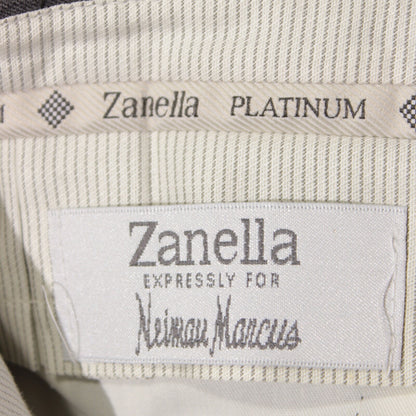 Zanella PLATINUM
Zanella
EXPRESSLY FOR
Neiman Marcus